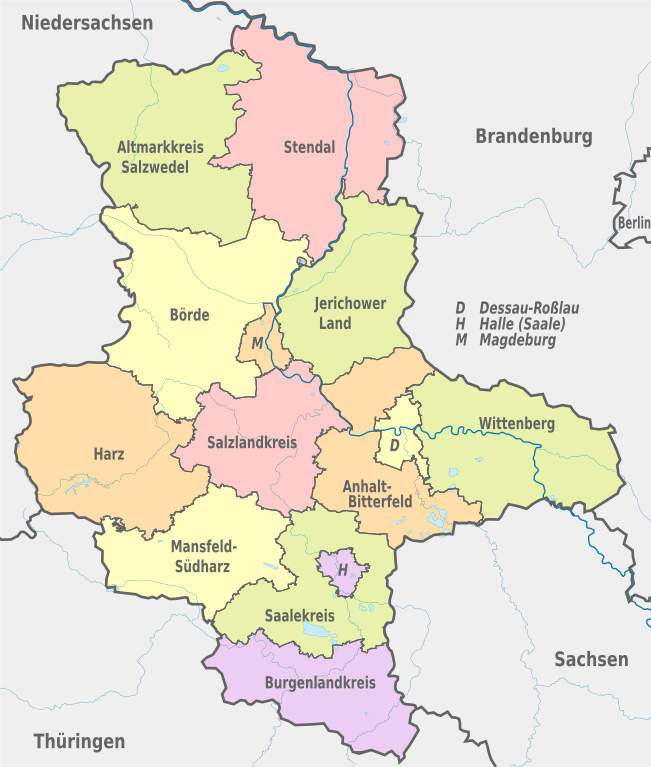 Niedersachsen
Brandenburg
Altmarkkreis
Salzwedel
Stendal
Berlin
Börde
Jerichower
Land
D Dessau-Roßlau
H Halle (Saale)
M Magdeburg
M
Wittenberg
Salzlandkreis
D
Harz
Anhalt-
Bitterfeld
Mansfeld-
Südharz
H
Saalekreis
Sachsen
Burgenlandkreis
Thüringen